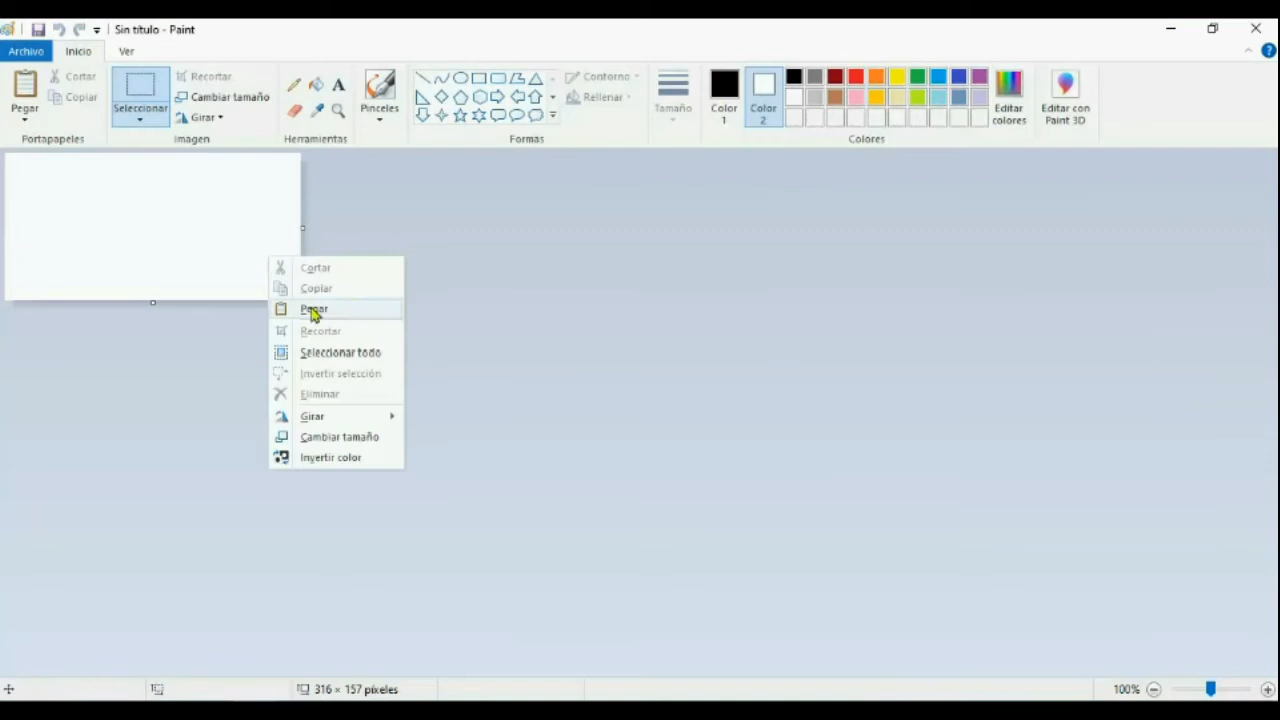 Sin título - Paint
Archivo Inicio Ver
Pegar
Cortar
Copiar
Portapapeles
Seleccionar
Recortar
Cambiar tamaño
Girar
Imagen
A
Herramientas
Pinceles
Contorno
Rellenar
Formas
Tamaño
Color
1
Color
2
Editar
colores
Colores
Editar con
Paint 3D
Cortar
Copiar
Pegar
Recortar
Seleccionar todo
Invertir selección
Eliminar
Girar
Cambiar tamaño
Invertir color
316 × 157 píxeles
100%